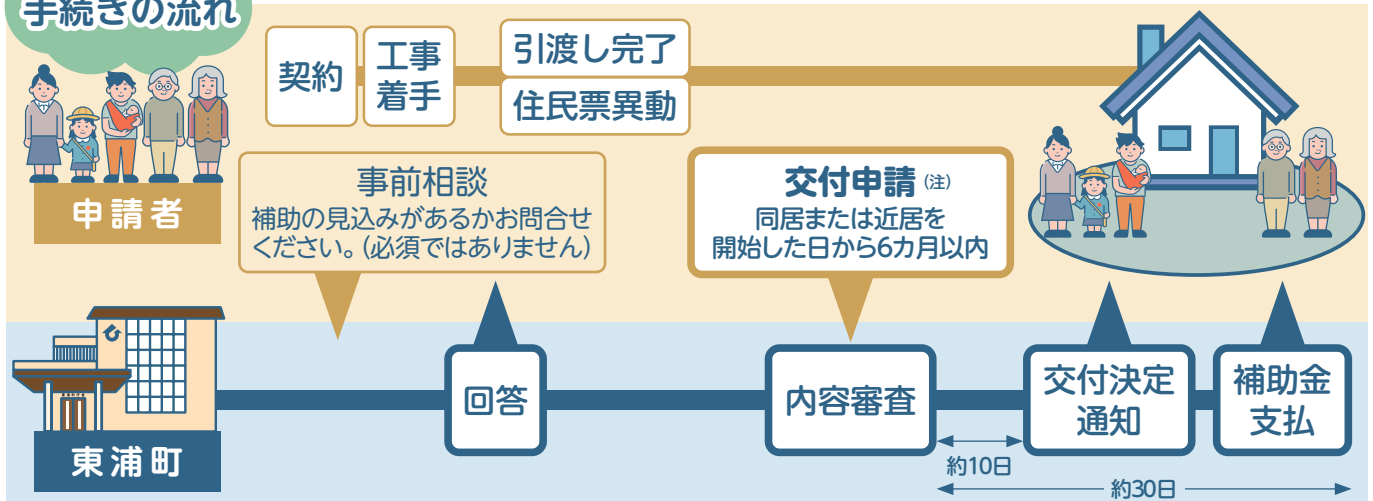 手続きの流れ
契約
工事
着手
引渡し完了
住民票異動
事前相談
補助の見込みがあるかお問合せ
ください。(必須ではありません)
交付申請(注)
同居または近居を
開始した日から6カ月以内
申請者
回答
内容審査
交付決定
通知
補助金
支払
東浦町
約10日
約30日